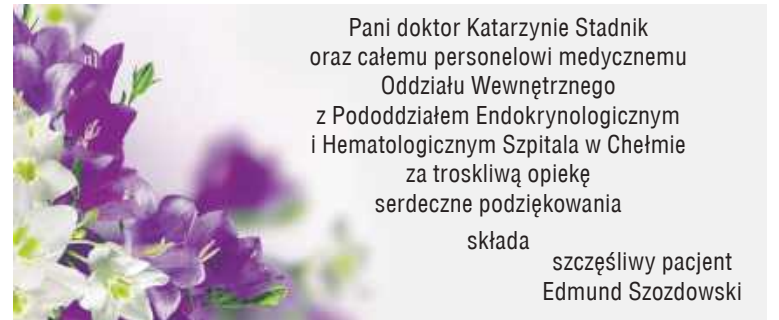 Pani doktor Katarzynie Stadnik
oraz całemu personelowi medycznemu
Oddziału Wewnętrznego
z Pododdziałem Endokrynologicznym
i Hematologicznym Szpitala w Chełmie
za troskliwą opiekę
serdeczne podziękowania
składa
szczęśliwy pacjent
Edmund Szozdowski